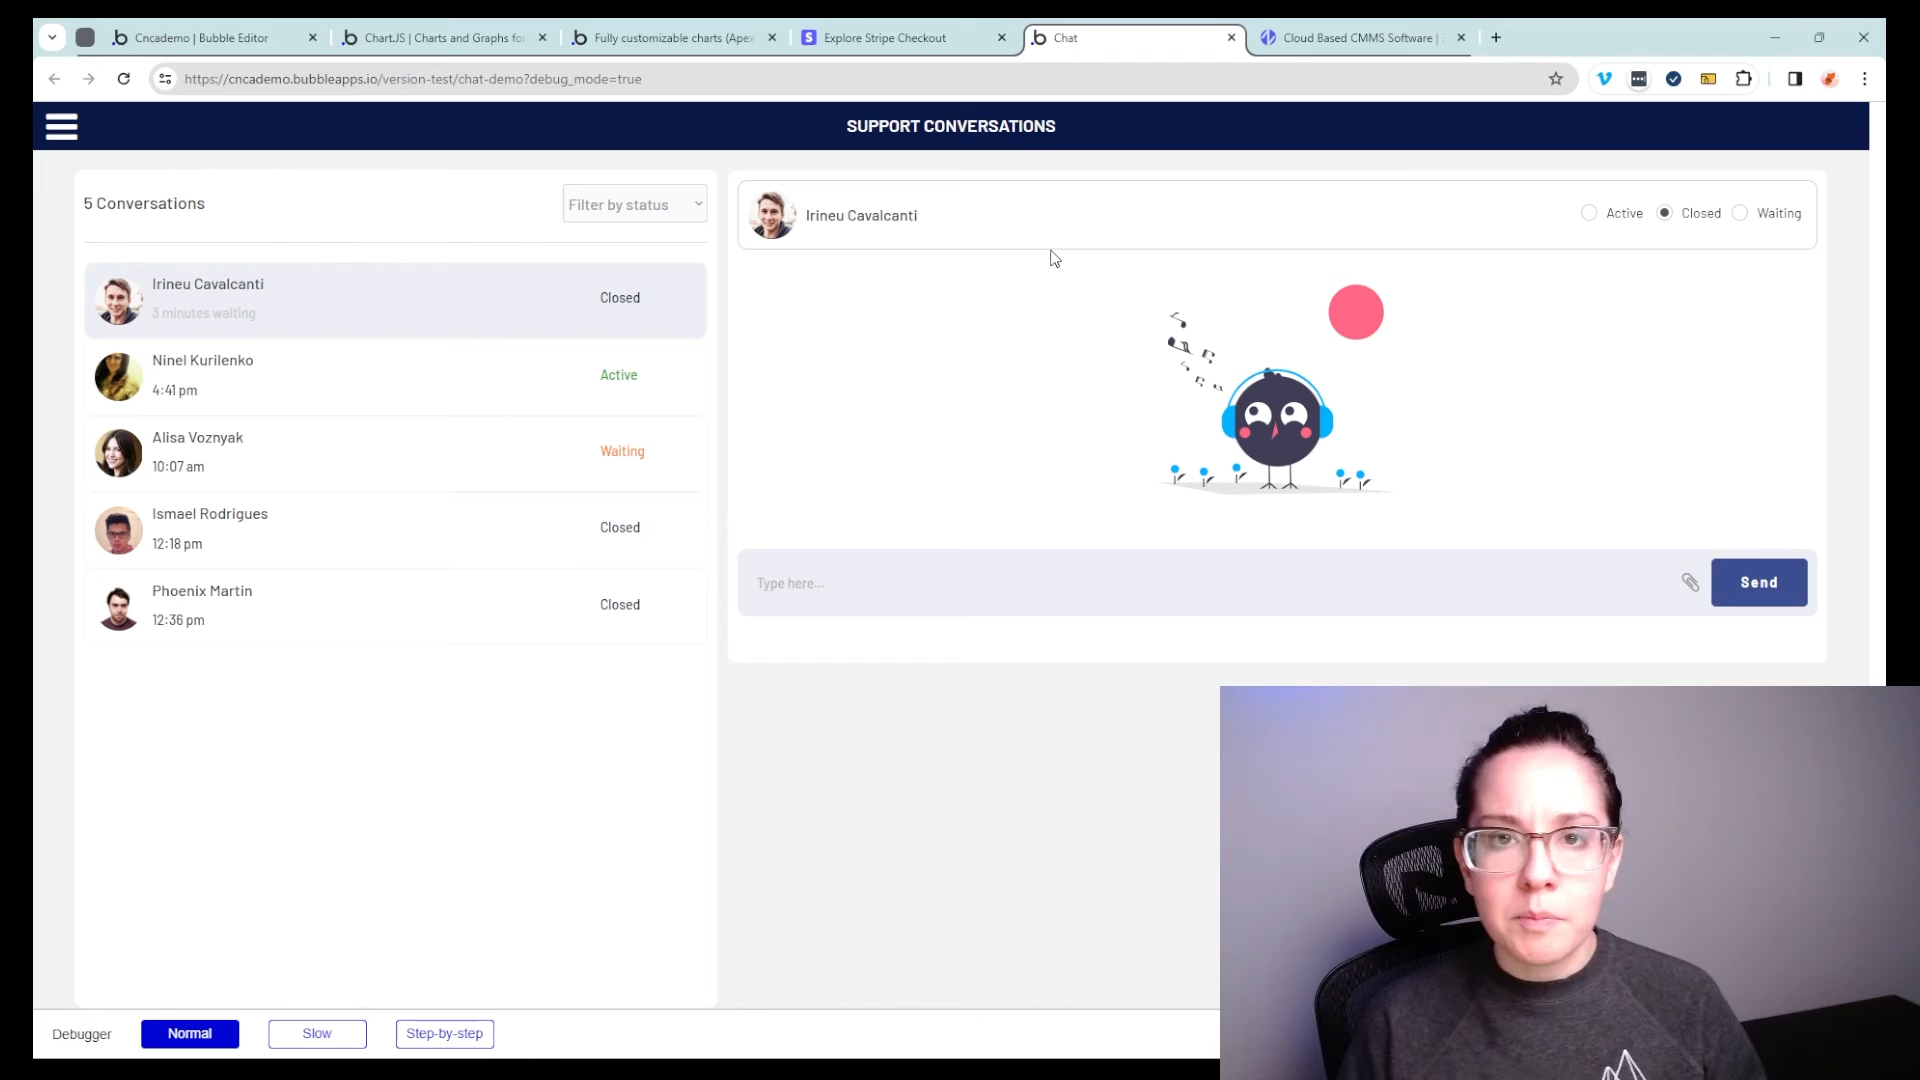 Cncademo | Bubble Editor
ChartJS | Charts and Graphs for
Fully customizable charts (Apex
Explore Stripe Checkout
Chat
Cloud Based CMMS Software |
https://cncademo.bubbleapps.io/version-test/chat-demo?debug_mode=true
SUPPORT CONVERSATIONS
5 Conversations
Filter by status
Irineu Cavalcanti
3 minutes waiting
Closed
Ninel Kurilenko
4:41 pm
Active
Alisa Voznyak
10:07 am
Waiting
Ismael Rodrigues
12:18 pm
Closed
Phoenix Martin
12:36 pm
Closed
Irineu Cavalcanti
Active
Closed
Waiting
Type here...
Send
Debugger
Normal
Slow
Step-by-step